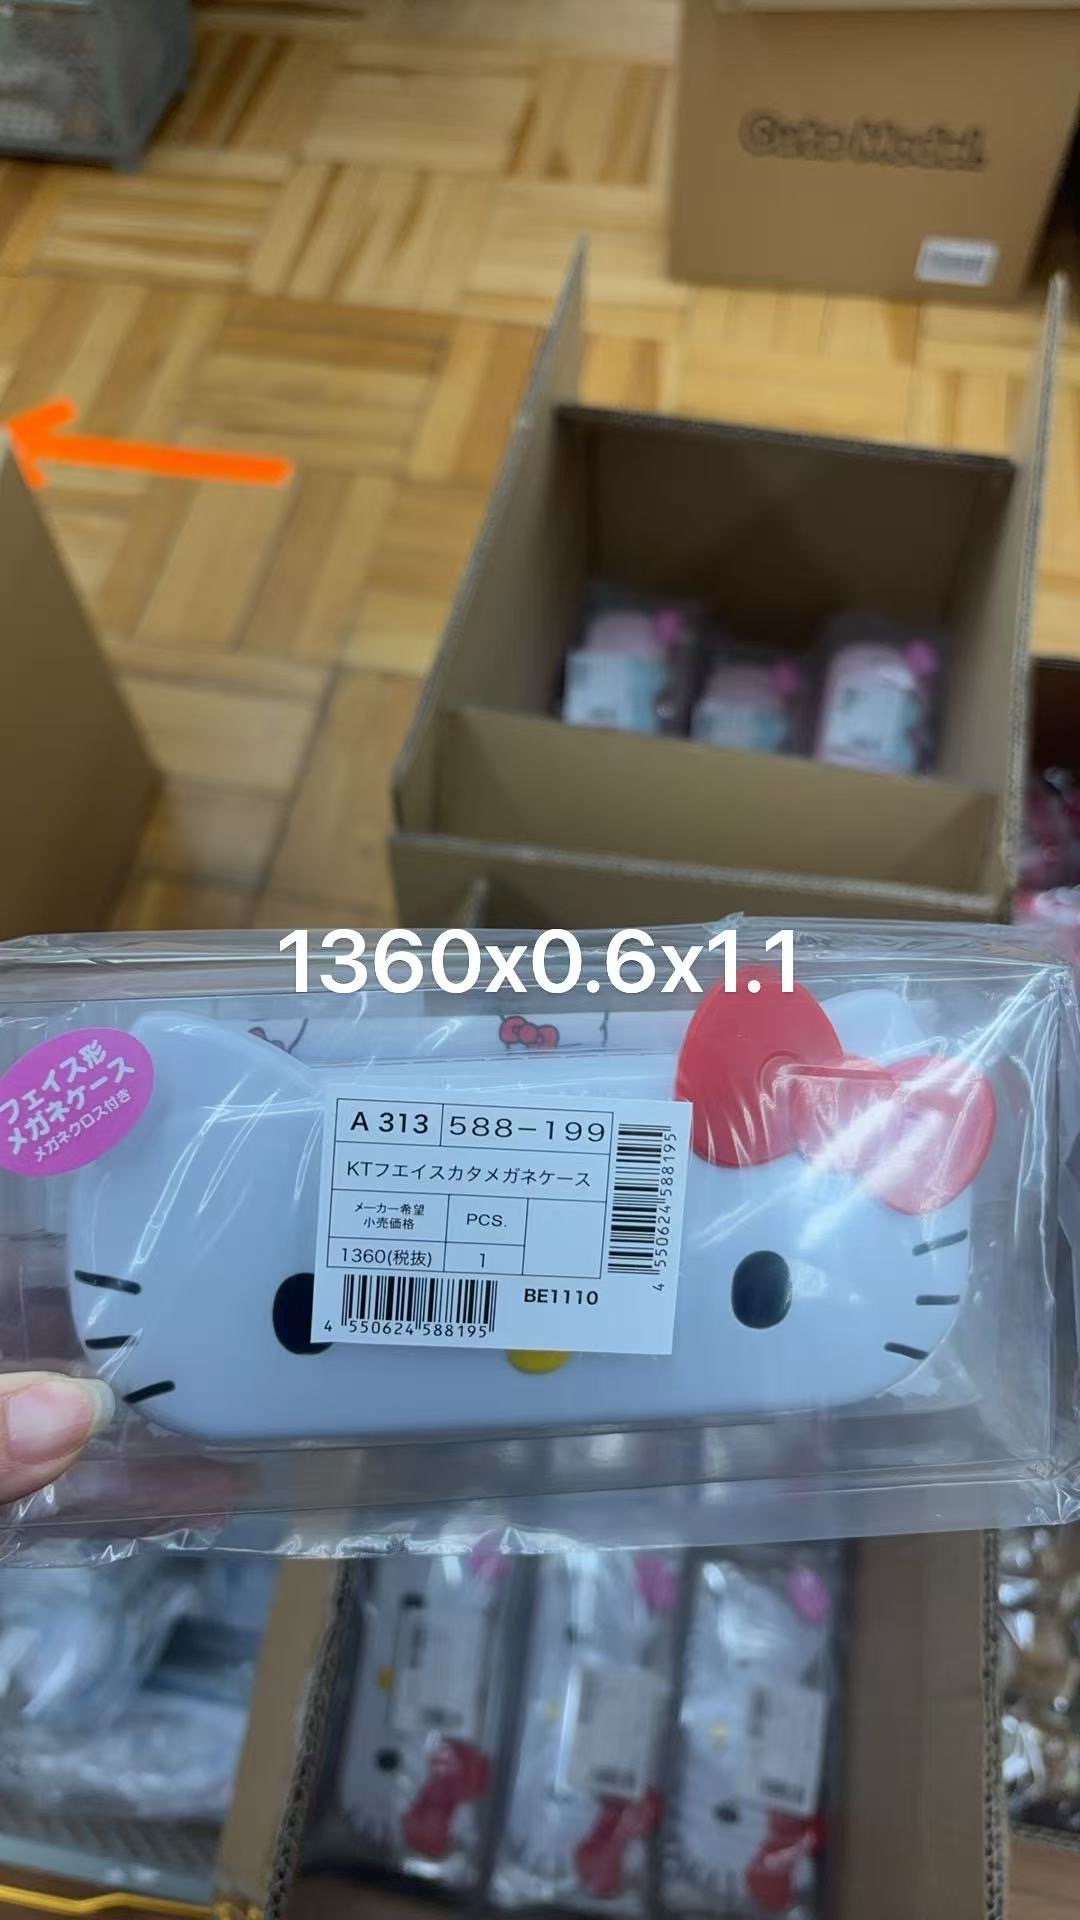 Cute Model.
1360x0.6x1.1
フェイス形
メガネケース
メガネクロス付き
A 313 588-199
KTフエイスカタメガネケース
メーカー希望
小売価格
PCS.
1360(税抜)
1
BE1110
4 550624 588195
4 550624 588195